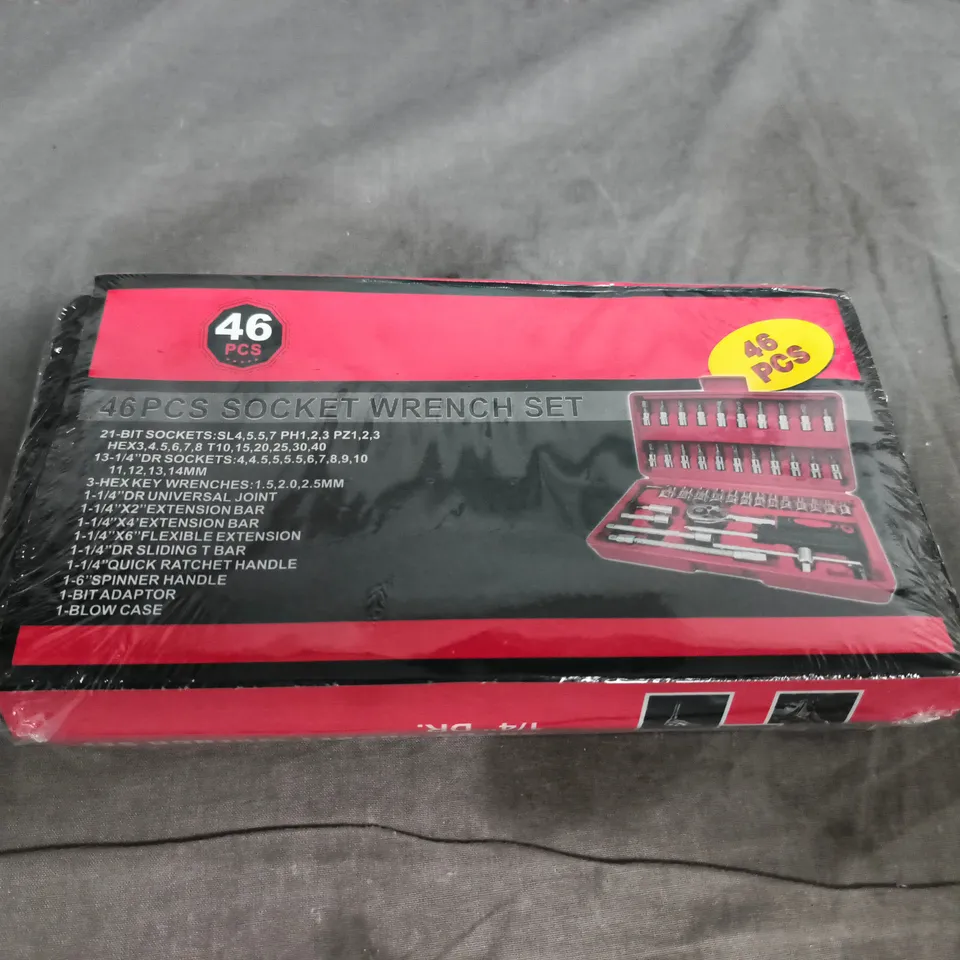 46
PCS
46
PCS
46PCS SOCKET WRENCH SET
21-BIT SOCKETS:SL4,5.5,7 PH1,2,3 PZ1,2,3
HEX3,4,5,6,7,8 T10,15,20,25,30,40
13-1/4"DR SOCKETS:4,4.5,5,5.5,6,7,8,9,10
11,12,13,14MM
3-HEX KEY WRENCHES:1.5,2.0,2.5MM
1-1/4"DR UNIVERSAL JOINT
1-1/4"X2"EXTENSION BAR
1-1/4"X4"EXTENSION BAR
1-1/4"X6"FLEXIBLE EXTENSION
1-1/4"DR SLIDING T BAR
1-1/4"QUICK RATCHET HANDLE
1-6"SPINNER HANDLE
1-BIT ADAPTOR
1-BLOW CASE
1/4" DR.